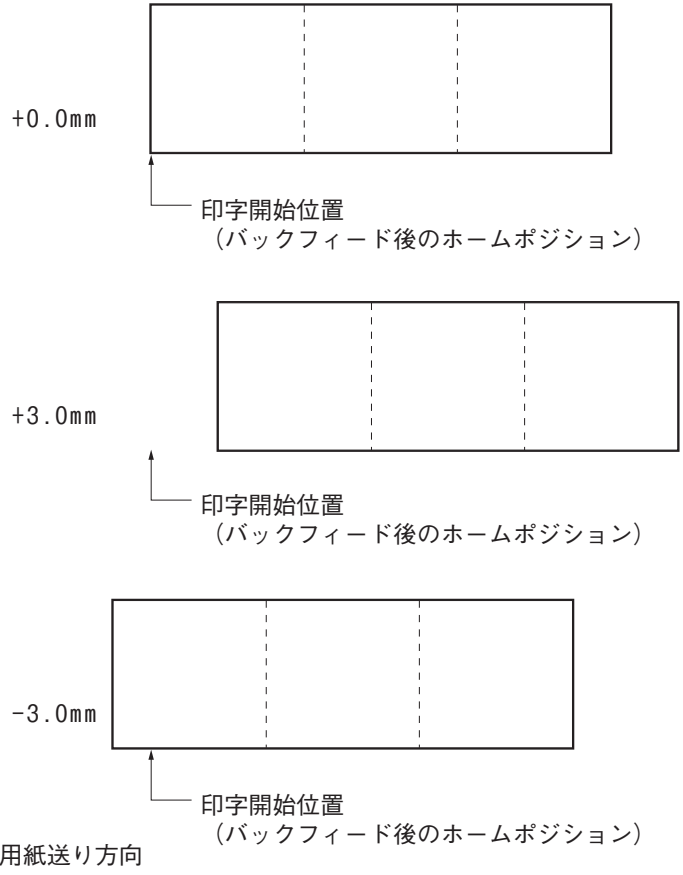 +0.0mm
印字開始位置
（バックフィード後のホームポジション）
+3.0mm
印字開始位置
（バックフィード後のホームポジション）
-3.0mm
印字開始位置
（バックフィード後のホームポジション）
用紙送り方向